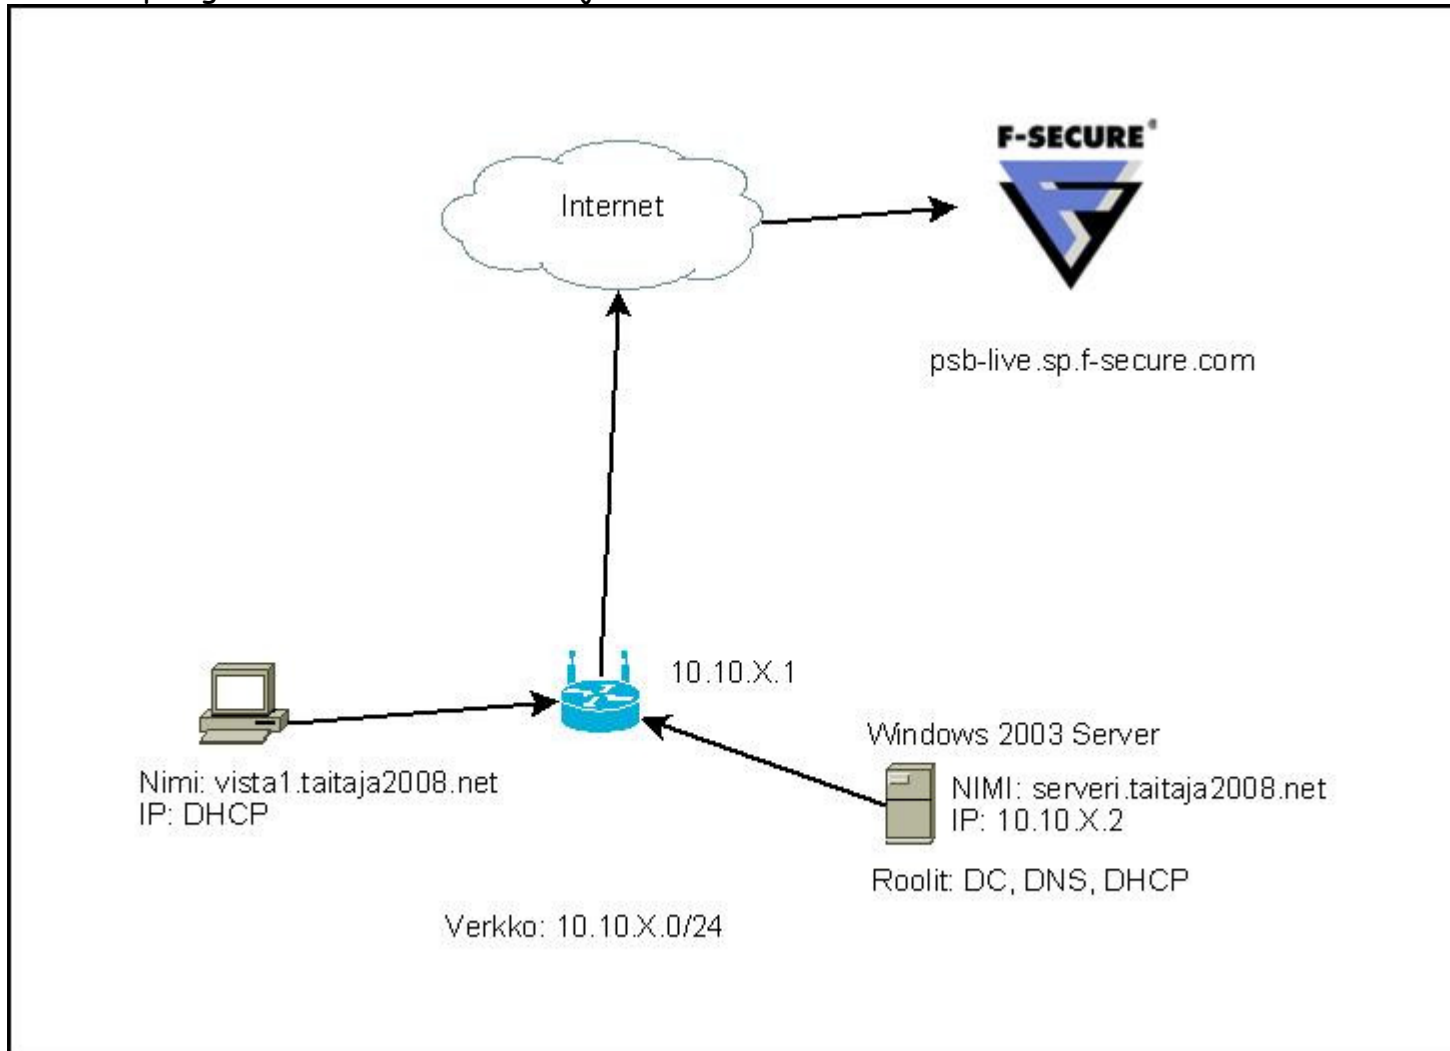 F-SECURE®
Internet
psb-live.sp.f-secure.com
10.10.X.1
Windows 2003 Server
Nimi: vista1.taitaja2008.net
IP: DHCP
NIMI: serveri.taitaja2008.net
IP: 10.10.X.2
Roolit: DC, DNS, DHCP
Verkko: 10.10.X.0/24